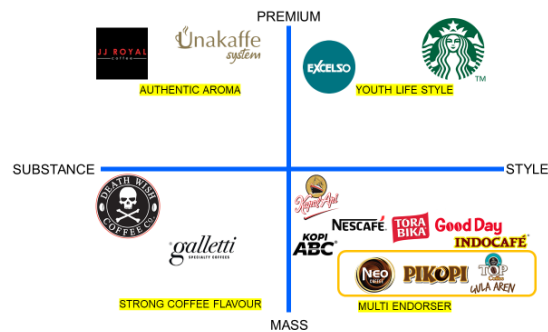 PREMIUM
JJ ROYAL
coffee
Unakaffe
system
EXCELSO
TM
AUTHENTIC AROMA
YOUTH LIFE STYLE
SUBSTANCE
STYLE
DEATH WISH
COFFEE CO.
Kapal Api
NESCAFÉ
TORA
BIKA
Good Day
KOPI
ABC
INDOCAFÉ
galletti
SPECIALTY COFFEES
NEO
COFFEE
PIKOPI
TOP
Coffee
GULA AREN
STRONG COFFEE FLAVOUR
MULTI ENDORSER
MASS